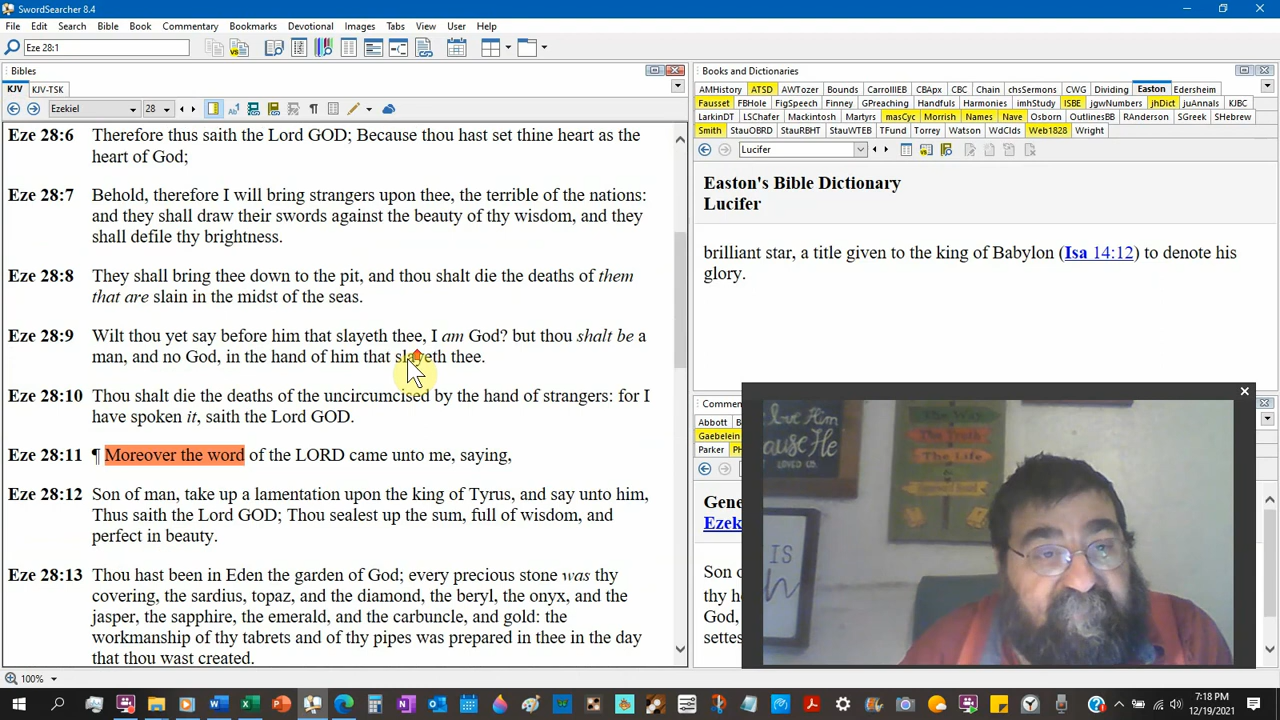 SwordSearcher 8.4
File Edit Search Bible Book Commentary Bookmarks Devotional Images Tabs View User Help
Eze 28:1
Bibles
KJV KJV-TSK
Ezekiel 28
Eze 28:6 Therefore thus saith the Lord GOD; Because thou hast set thine heart as the
heart of God;
Eze 28:7 Behold, therefore I will bring strangers upon thee, the terrible of the nations:
and they shall draw their swords against the beauty of thy wisdom, and they
shall defile thy brightness.
Eze 28:8 They shall bring thee down to the pit, and thou shalt die the deaths of them
that are slain in the midst of the seas.
Eze 28:9 Wilt thou yet say before him that slayeth thee, I am God? but thou shalt be a
man, and no God, in the hand of him that slayeth thee.
Eze 28:10 Thou shalt die the deaths of the uncircumcised by the hand of strangers: for I
have spoken it, saith the Lord GOD.
Eze 28:11 ¶ Moreover the word of the LORD came unto me, saying,
Eze 28:12 Son of man, take up a lamentation upon the king of Tyrus, and say unto him,
Thus saith the Lord GOD; Thou sealest up the sum, full of wisdom, and
perfect in beauty.
Eze 28:13 Thou hast been in Eden the garden of God; every precious stone was thy
covering, the sardius, topaz, and the diamond, the beryl, the onyx, and the
jasper, the sapphire, the emerald, and the carbuncle, and gold: the
workmanship of thy tabrets and of thy pipes was prepared in thee in the day
that thou wast created.
100%
Books and Dictionaries
AMHistory ATSD AWTozer Bounds CarrollIEB CBApx CBC Chain chsSermons CWG Dividing Easton Edersheim
Fausset FBHole FigSpeech Finney GPreaching Handfuls Harmonies imhStudy ISBE jgwNumbers jhDict juAnnals KJBC
LarkinDT LSChafer Mackintosh Martyrs masCyc Morrish Names Nave Osborn OutlinesBB RAnderson SGreek SHebrew
Smith StauOBRD StauRBHT StauWTEB TFund Torrey Watson WdClds Web1828 Wright
Lucifer
Easton's Bible Dictionary
Lucifer
brilliant star, a title given to the king of Babylon (Isa 14:12) to denote his
glory.
Abbott
Gaebelein
Parker
Love Him
Because He
LOVED US.
The Way
The Truth
The Life
IS
7:18 PM
12/19/2021